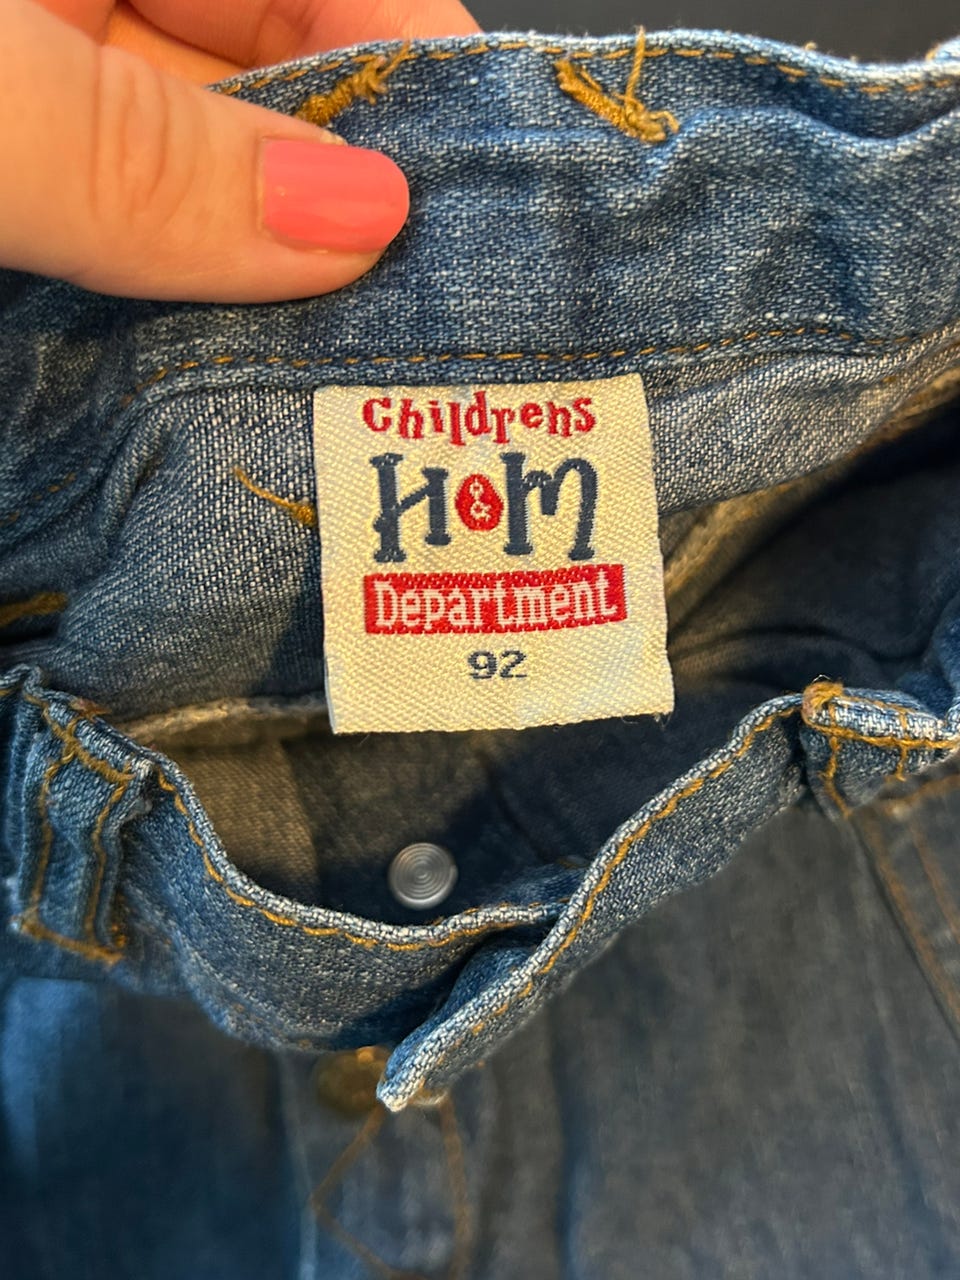 Childrens
H&M
Department
92